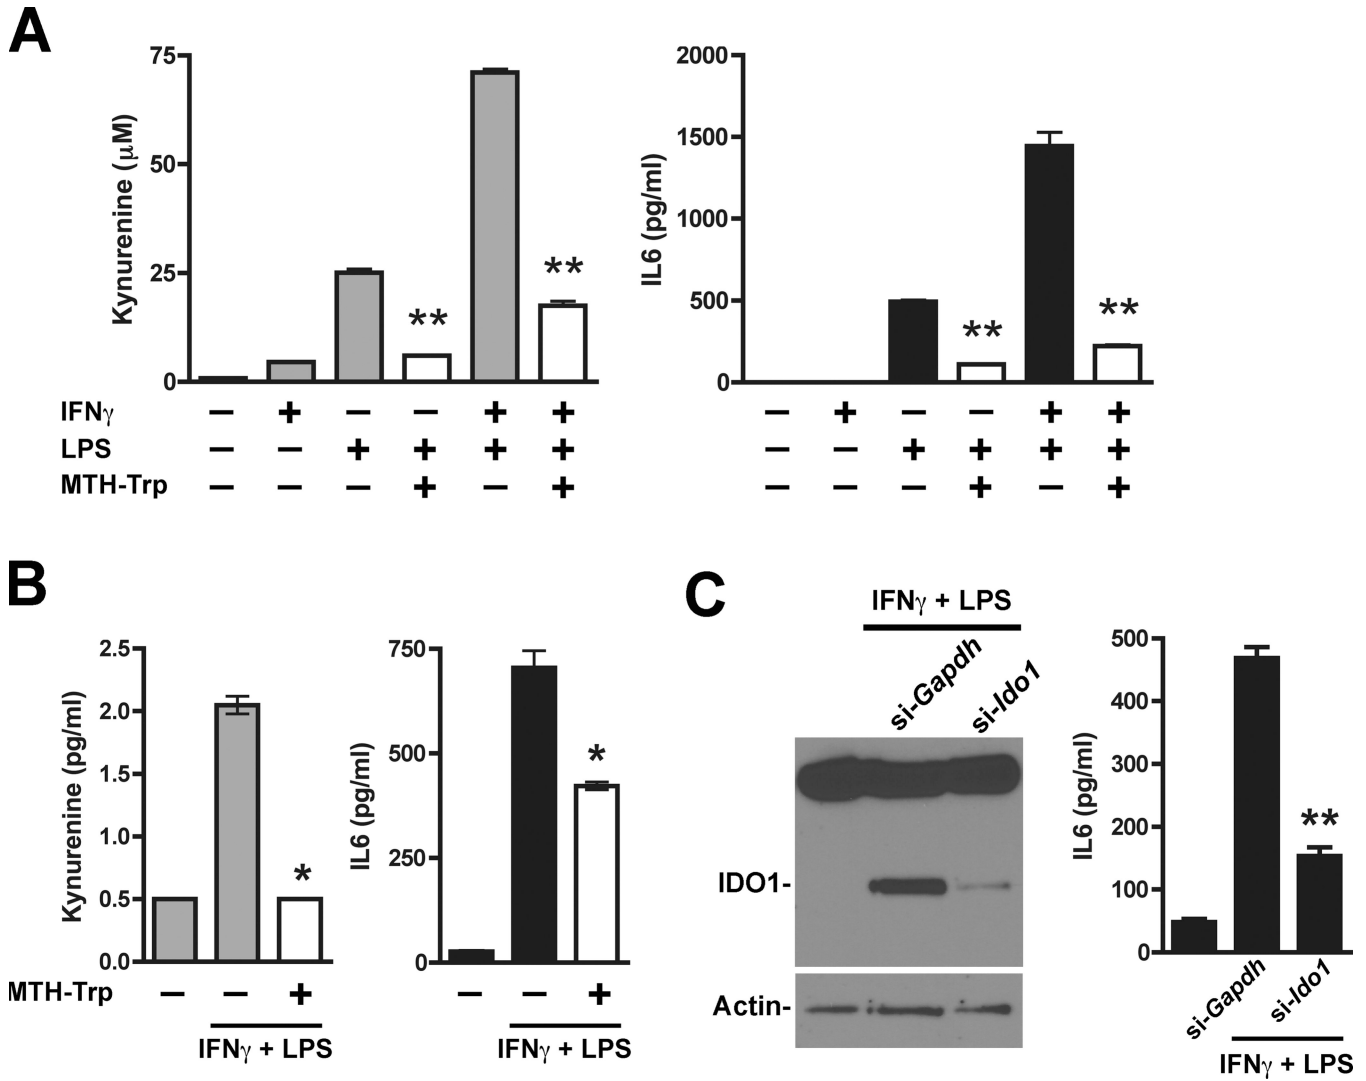 A
75
50
25
0
Kynurenine (μM)
2000
1500
1000
500
0
IL6 (pg/ml)
**
**
**
**
IFNγ – + – – + + – + – – + +
LPS – – + + + + – – + + + +
MTH-Trp – – – + – + – – – + – +
B
2.5
2.0
1.5
1.0
0.5
0.0
Kynurenine (pg/ml)
*
750
500
250
0
IL6 (pg/ml)
*
MTH-Trp – – + – – +
IFNγ + LPS
IFNγ + LPS
C
IFNγ + LPS
si-Gapdh
si-Ido1
IDO1-
Actin-
500
400
300
200
100
0
IL6 (pg/ml)
**
si-Gapdh
si-Ido1
IFNγ + LPS